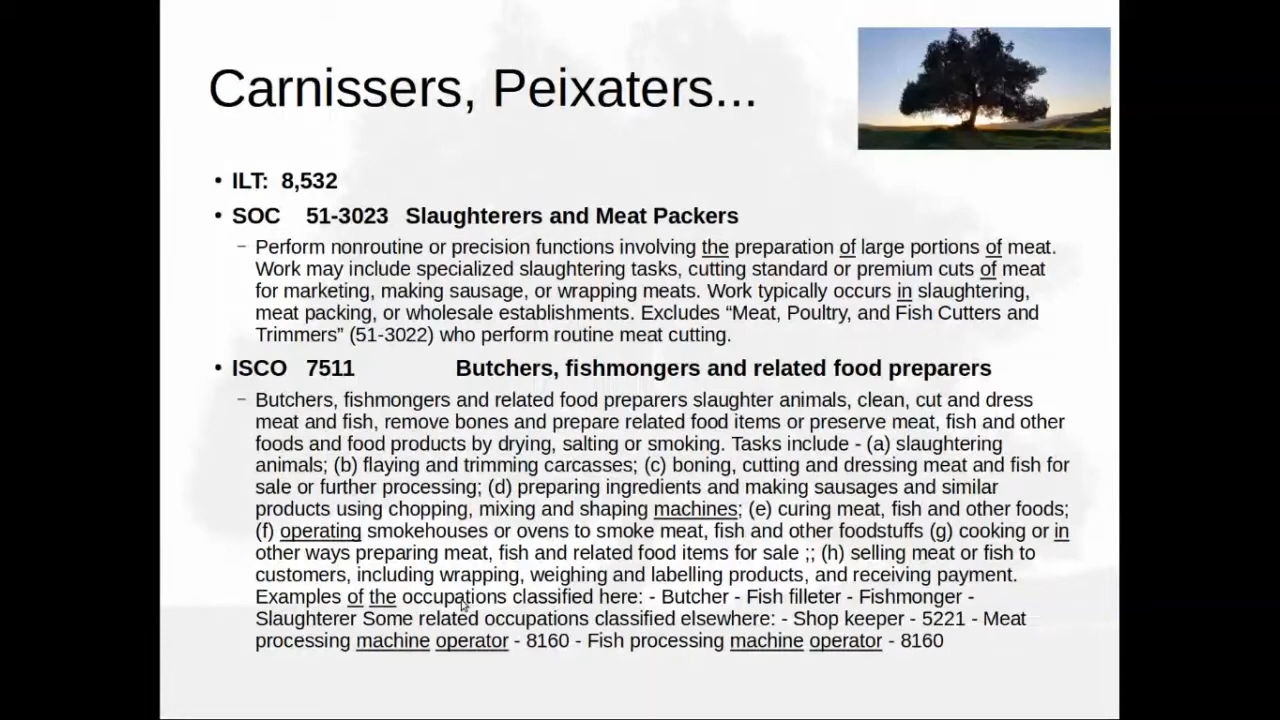 Carnissers, Peixaters...
• ILT: 8,532
• SOC 51-3023 Slaughterers and Meat Packers
– Perform nonroutine or precision functions involving the preparation of large portions of meat.
Work may include specialized slaughtering tasks, cutting standard or premium cuts of meat
for marketing, making sausage, or wrapping meats. Work typically occurs in slaughtering,
meat packing, or wholesale establishments. Excludes “Meat, Poultry, and Fish Cutters and
Trimmers” (51-3022) who perform routine meat cutting.
• ISCO 7511 Butchers, fishmongers and related food preparers
– Butchers, fishmongers and related food preparers slaughter animals, clean, cut and dress
meat and fish, remove bones and prepare related food items or preserve meat, fish and other
foods and food products by drying, salting or smoking. Tasks include - (a) slaughtering
animals; (b) flaying and trimming carcasses; (c) boning, cutting and dressing meat and fish for
sale or further processing; (d) preparing ingredients and making sausages and similar
products using chopping, mixing and shaping machines; (e) curing meat, fish and other foods;
(f) operating smokehouses or ovens to smoke meat, fish and other foodstuffs (g) cooking or in
other ways preparing meat, fish and related food items for sale ;; (h) selling meat or fish to
customers, including wrapping, weighing and labelling products, and receiving payment.
Examples of the occupations classified here: - Butcher - Fish filleter - Fishmonger -
Slaughterer Some related occupations classified elsewhere: - Shop keeper - 5221 - Meat
processing machine operator - 8160 - Fish processing machine operator - 8160